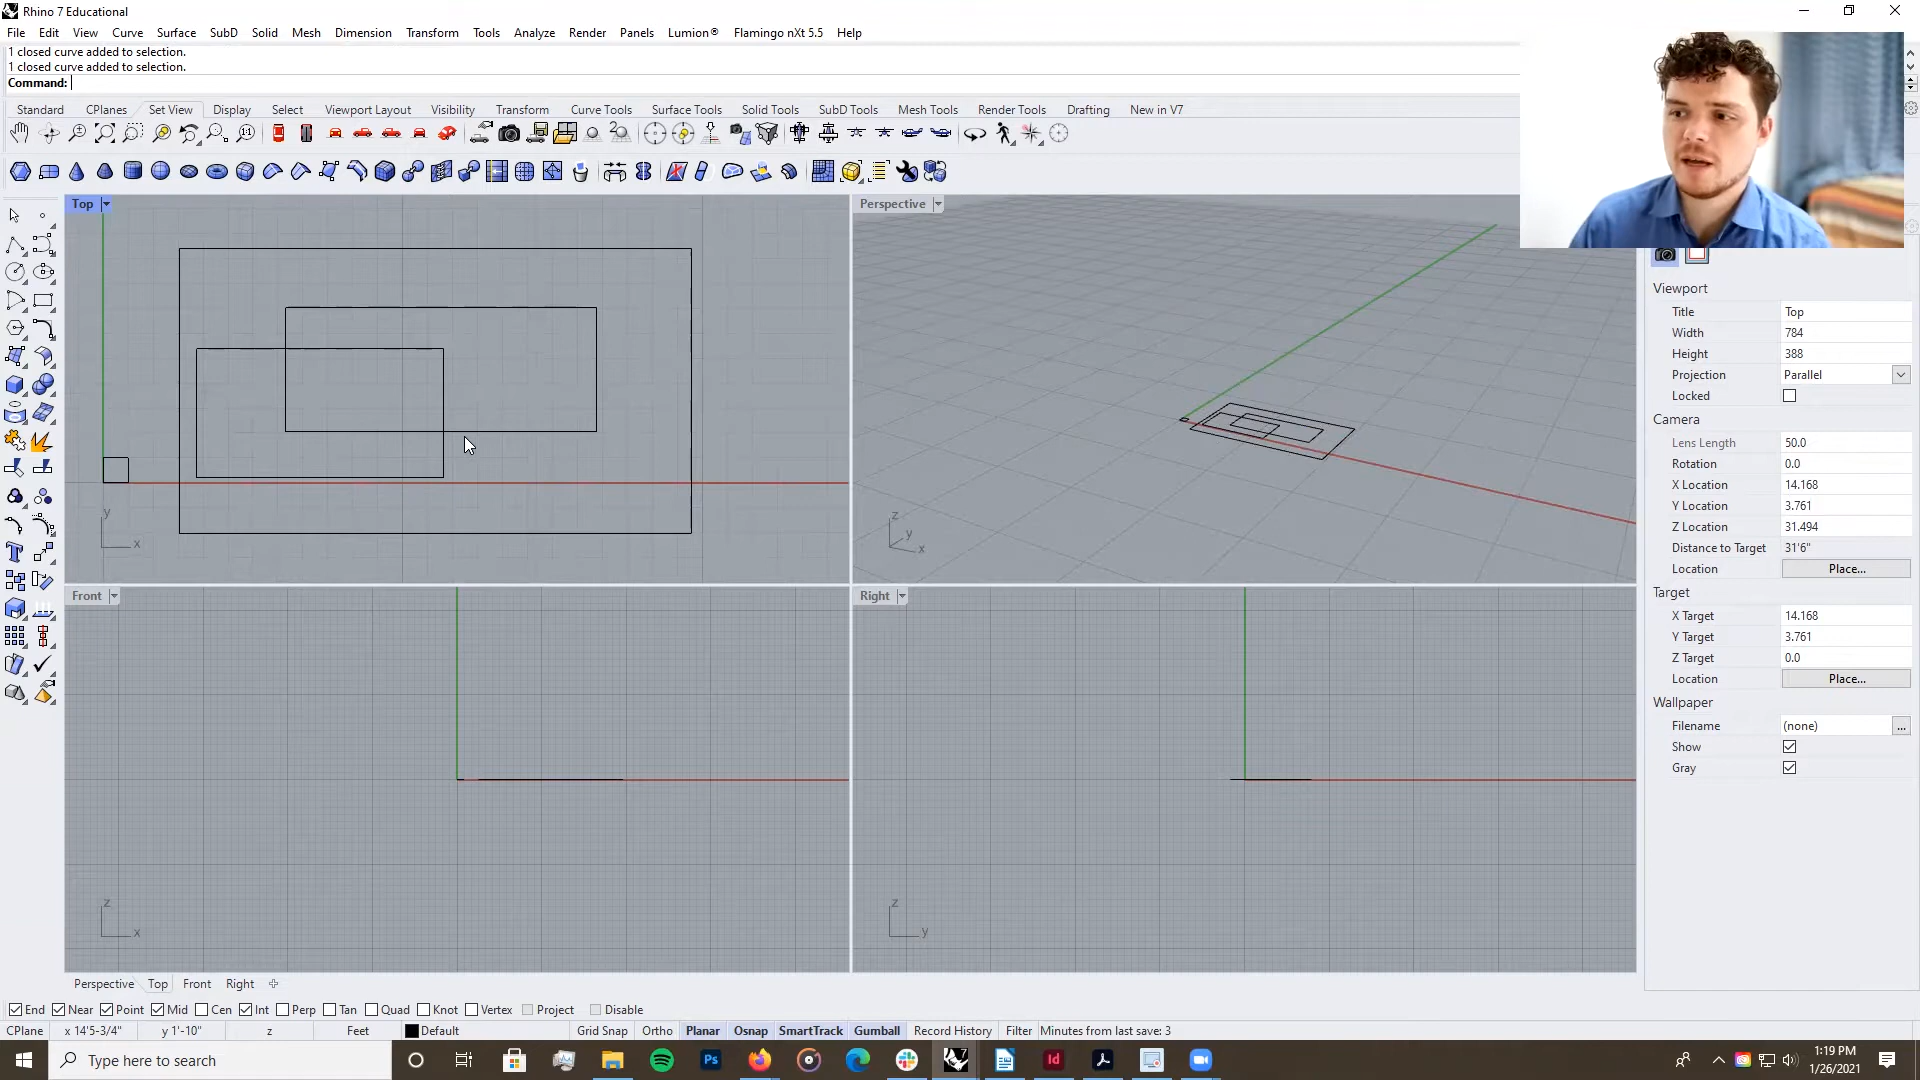 Rhino 7 Educational
File Edit View Curve Surface SubD Solid Mesh Dimension Transform Tools Analyze Render Panels Lumion® Flamingo nXt 5.5 Help
1 closed curve added to selection.
1 closed curve added to selection.
Command:
Standard CPlanes Set View Display Select Viewport Layout Visibility Transform Curve Tools Surface Tools Solid Tools SubD Tools Mesh Tools Render Tools Drafting New in V7
Top
y
x
Perspective
z
y
x
Front
z
x
Right
z
y
Viewport
Title Top
Width 784
Height 388
Projection Parallel
Locked
Camera
Lens Length 50.0
Rotation 0.0
X Location 14.168
Y Location 3.761
Z Location 31.494
Distance to Target 31'6"
Location Place...
Target
X Target 14.168
Y Target 3.761
Z Target 0.0
Location Place...
Wallpaper
Filename (none) ...
Show
Gray
Perspective Top Front Right
End Near Point Mid Cen Int Perp Tan Quad Knot Vertex Project Disable
CPlane x 14'5-3/4" y 1'-10" z Feet Default Grid Snap Ortho Planar Osnap SmartTrack Gumball Record History Filter Minutes from last save: 3
Type here to search
Ps
7
Id
1:19 PM
1/26/2021